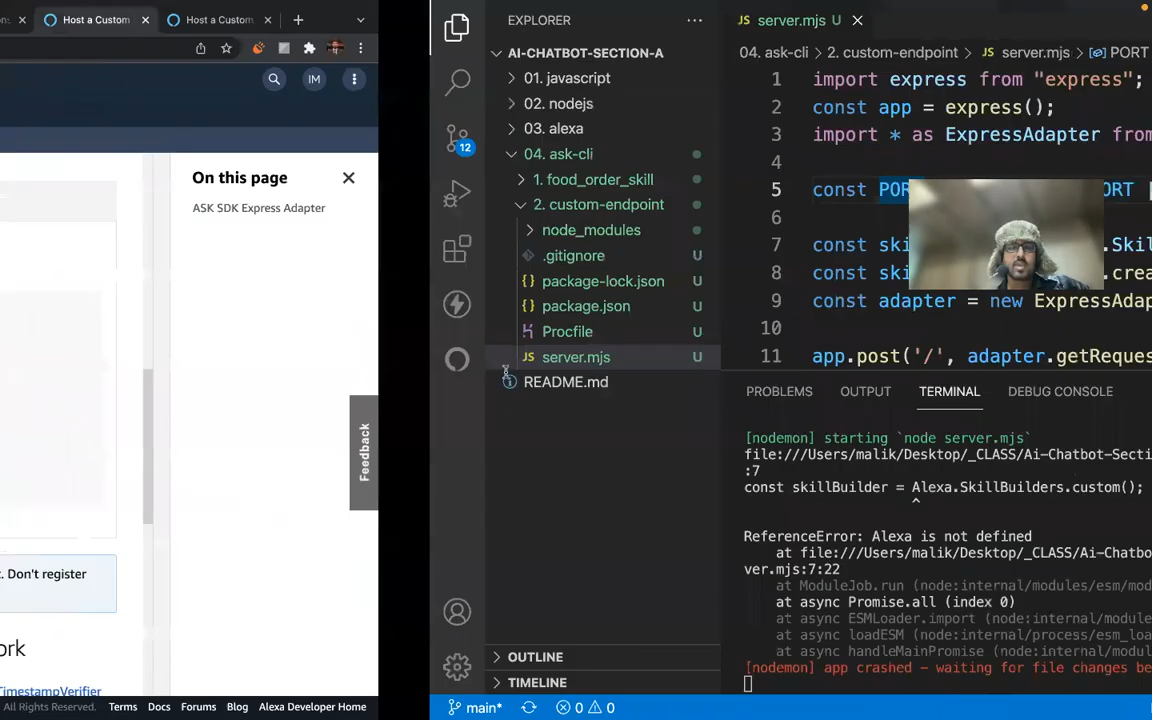 Host a Custom
Host a Custom
IM
On this page
ASK SDK Express Adapter
Feedback
. Don't register
ork
TimestampVerifier
All Rights Reserved.
Terms
Docs
Forums
Blog
Alexa Developer Home
EXPLORER
AI-CHATBOT-SECTION-A
01. javascript
02. nodejs
03. alexa
04. ask-cli
1. food_order_skill
2. custom-endpoint
node_modules
.gitignore
U
{} package-lock.json
U
{} package.json
U
Procfile
U
JS server.mjs
U
README.md
OUTLINE
TIMELINE
12
main*
0
0
JS server.mjs U
04. ask-cli > 2. custom-endpoint > JS server.mjs > PORT
1 import express from "express";
2 const app = express();
3 import * as ExpressAdapter from
4
5 const POR ORT
6
7 const ski .Skil
8 const ski .crea
9 const adapter = new ExpressAdap
10
11 app.post('/', adapter.getReques
PROBLEMS
OUTPUT
TERMINAL
DEBUG CONSOLE
[nodemon] starting `node server.mjs`
file:///Users/malik/Desktop/_CLASS/Ai-Chatbot-Secti
:7
const skillBuilder = Alexa.SkillBuilders.custom();
^
ReferenceError: Alexa is not defined
at file:///Users/malik/Desktop/_CLASS/Ai-Chatbo
ver.mjs:7:22
at ModuleJob.run (node:internal/modules/esm/mod
at async Promise.all (index 0)
at async ESMLoader.import (node:internal/module
at async loadESM (node:internal/process/esm_loa
at async handleMainPromise (node:internal/modul
[nodemon] app crashed - waiting for file changes be